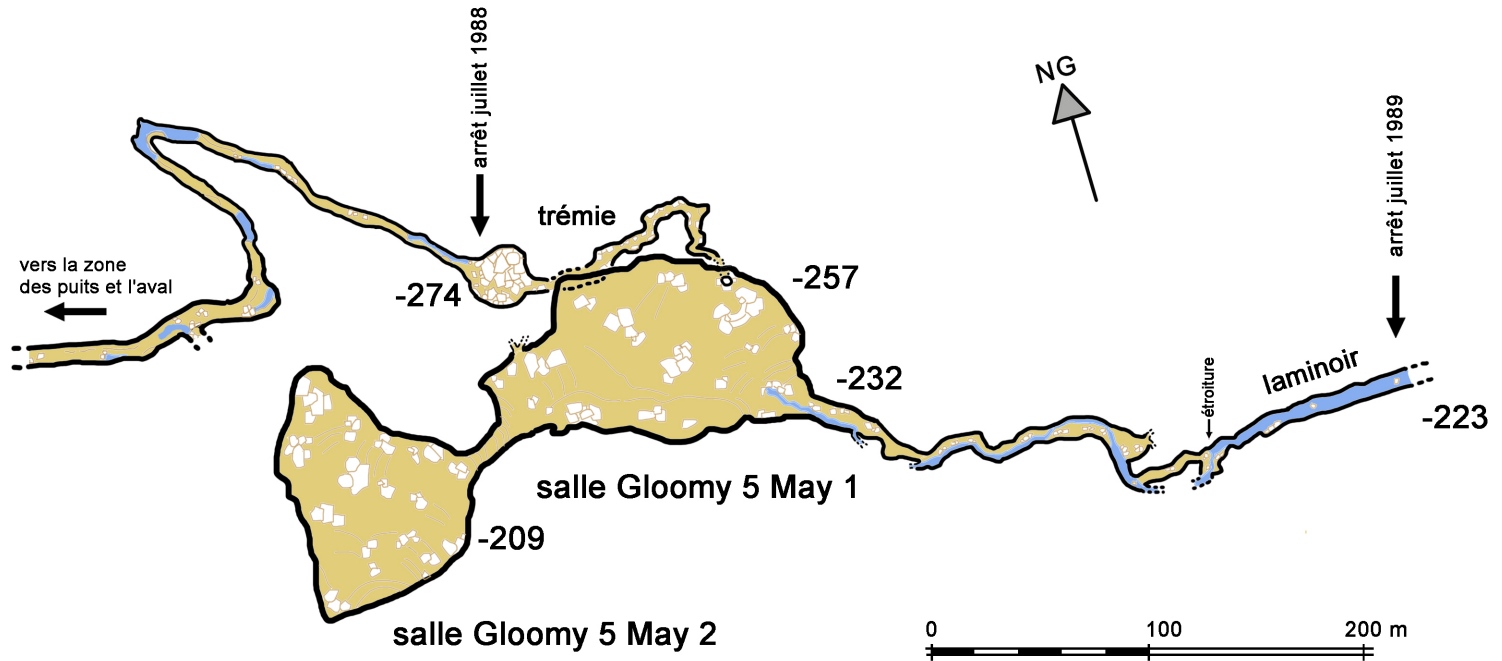 arrêt juillet 1988
NG
arrêt juillet 1989
trémie
vers la zone
des puits et l'aval
-274
-257
-232
étroiture
laminoir
-223
salle Gloomy 5 May 1
-209
salle Gloomy 5 May 2
0 100 200 m